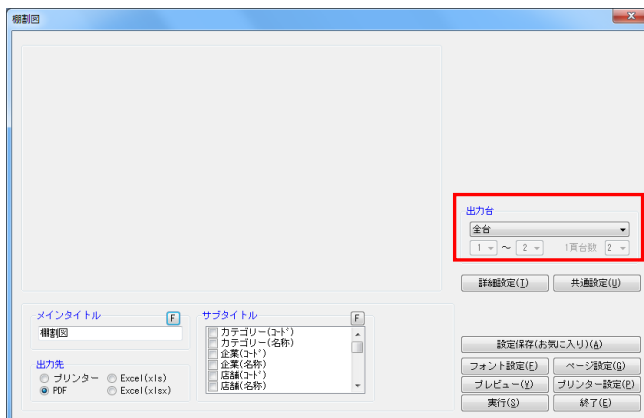 棚割図
出力台
全台
1 ～ 2 1頁台数 2
詳細設定(T) 共通設定(U)
メインタイトル F
棚割図
サブタイトル F
カテゴリー(ｺｰﾄﾞ)
カテゴリー(名称)
企業(ｺｰﾄﾞ)
企業(名称)
店舗(ｺｰﾄﾞ)
店舗(名称)
出力先
プリンター Excel(xls)
PDF Excel(xlsx)
設定保存(お気に入り)(A)
フォント設定(F) ページ設定(G)
プレビュー(V) プリンター設定(P)
実行(S) 終了(E)